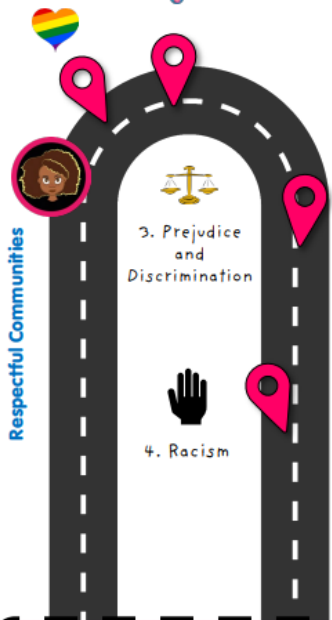 Respectful Communities
3. Prejudice
and
Discrimination
4. Racism